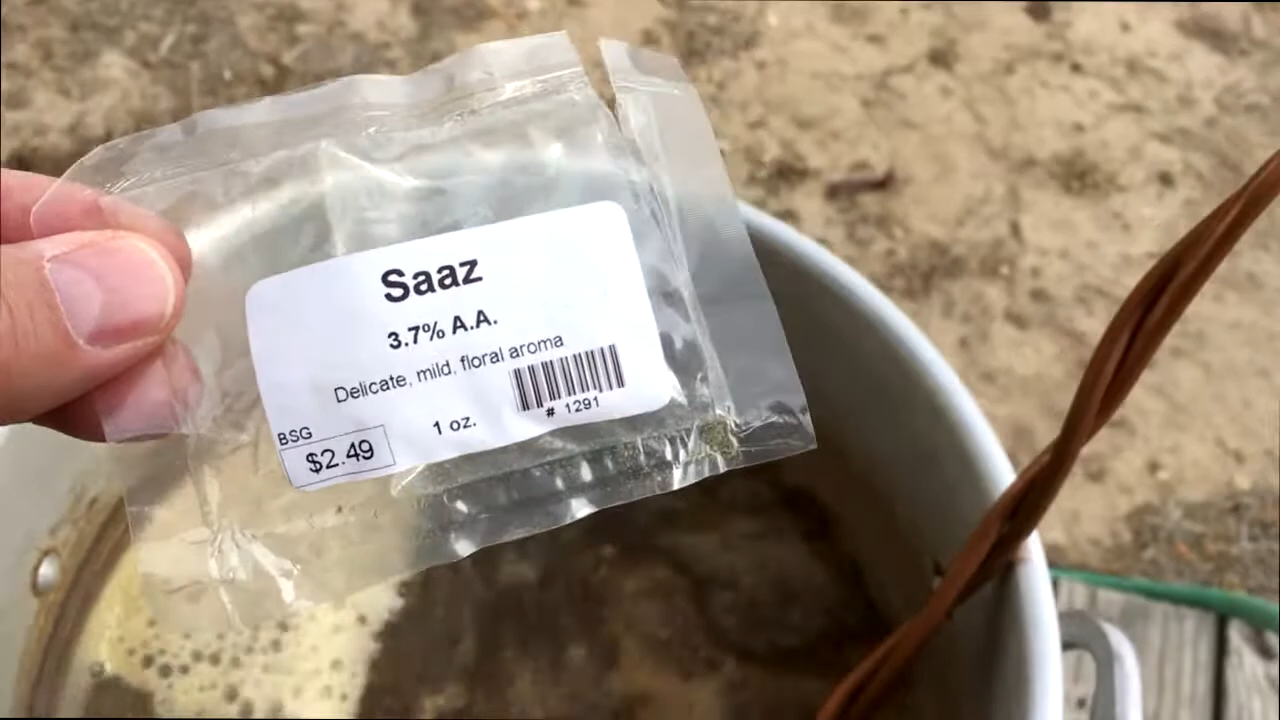 Saaz
3.7% A.A.
Delicate, mild, floral aroma
# 1291
1 oz.
BSG
$2.49